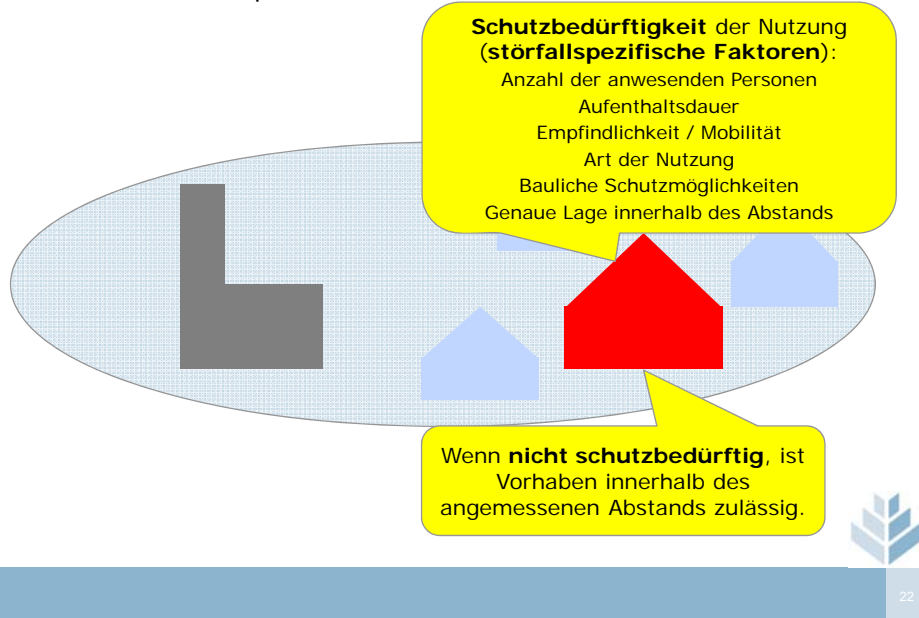 Schutzbedürftigkeit der Nutzung
(störfallspezifische Faktoren):
Anzahl der anwesenden Personen
Aufenthaltsdauer
Empfindlichkeit / Mobilität
Art der Nutzung
Bauliche Schutzmöglichkeiten
Genaue Lage innerhalb des Abstands
Wenn nicht schutzbedürftig, ist
Vorhaben innerhalb des
angemessenen Abstands zulässig.
22